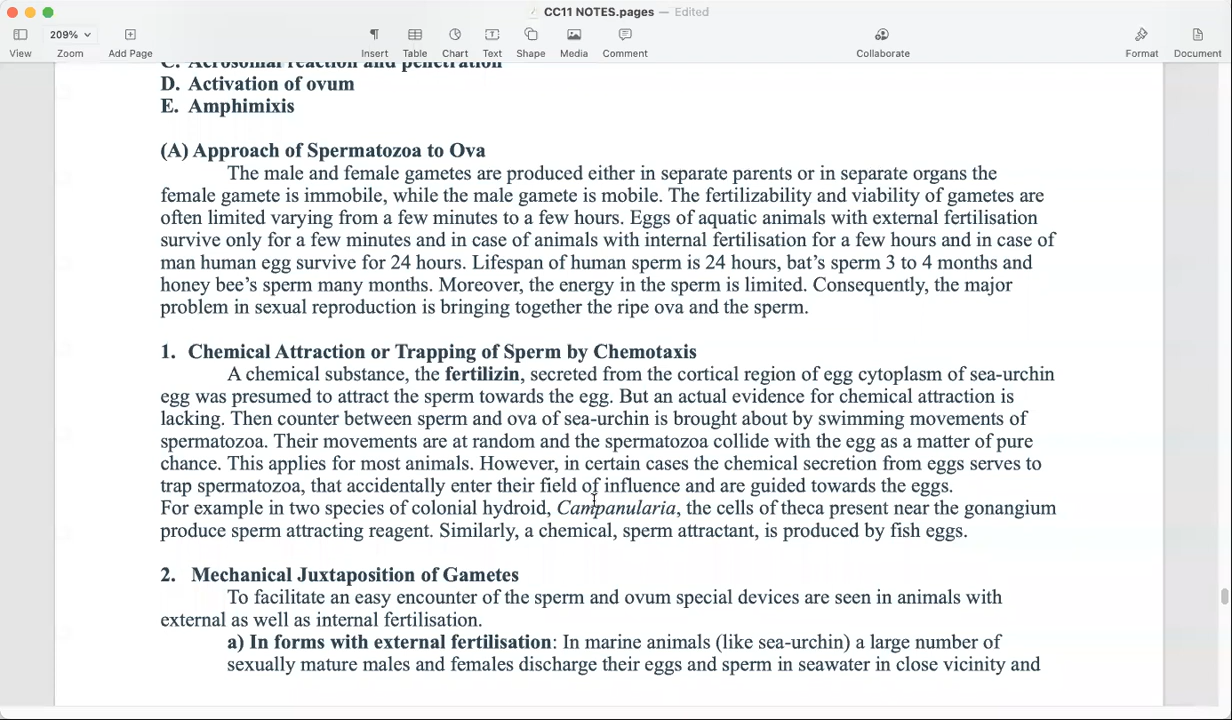 CC11 NOTES.pages — Edited
209%
View
Zoom
Add Page
Insert
Table
Chart
Text
Shape
Media
Comment
Collaborate
Format
Document
C. Acrosomal reaction and penetration
D. Activation of ovum
E. Amphimixis
(A) Approach of Spermatozoa to Ova
The male and female gametes are produced either in separate parents or in separate organs the
female gamete is immobile, while the male gamete is mobile. The fertilizability and viability of gametes are
often limited varying from a few minutes to a few hours. Eggs of aquatic animals with external fertilisation
survive only for a few minutes and in case of animals with internal fertilisation for a few hours and in case of
man human egg survive for 24 hours. Lifespan of human sperm is 24 hours, bat’s sperm 3 to 4 months and
honey bee’s sperm many months. Moreover, the energy in the sperm is limited. Consequently, the major
problem in sexual reproduction is bringing together the ripe ova and the sperm.
1. Chemical Attraction or Trapping of Sperm by Chemotaxis
A chemical substance, the fertilizin, secreted from the cortical region of egg cytoplasm of sea-urchin
egg was presumed to attract the sperm towards the egg. But an actual evidence for chemical attraction is
lacking. Then counter between sperm and ova of sea-urchin is brought about by swimming movements of
spermatozoa. Their movements are at random and the spermatozoa collide with the egg as a matter of pure
chance. This applies for most animals. However, in certain cases the chemical secretion from eggs serves to
trap spermatozoa, that accidentally enter their field of influence and are guided towards the eggs.
For example in two species of colonial hydroid, Campanularia, the cells of theca present near the gonangium
produce sperm attracting reagent. Similarly, a chemical, sperm attractant, is produced by fish eggs.
2. Mechanical Juxtaposition of Gametes
To facilitate an easy encounter of the sperm and ovum special devices are seen in animals with
external as well as internal fertilisation.
a) In forms with external fertilisation: In marine animals (like sea-urchin) a large number of
sexually mature males and females discharge their eggs and sperm in seawater in close vicinity and